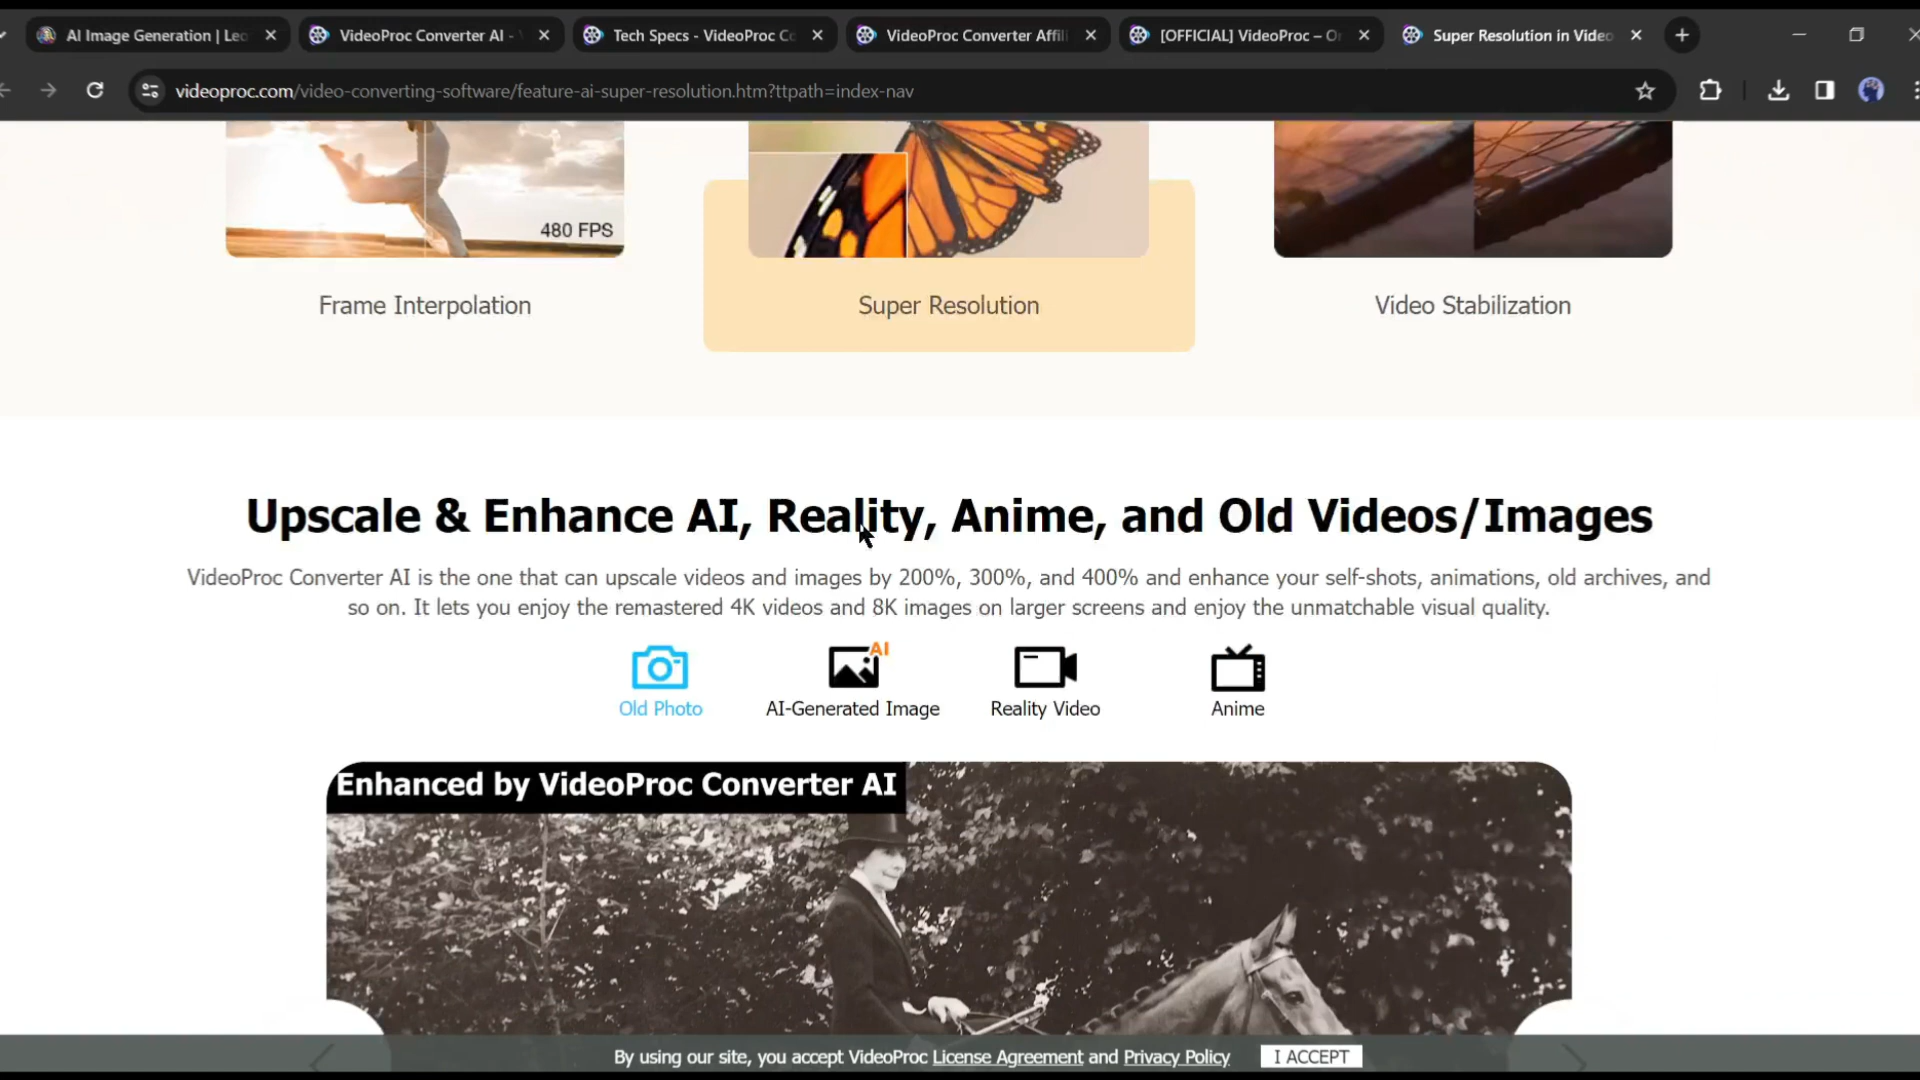 AI Image Generation | Leo
VideoProc Converter AI -
Tech Specs - VideoProc Co
VideoProc Converter Affili
[OFFICIAL] VideoProc – On
Super Resolution in Video
videoproc.com/video-converting-software/feature-ai-super-resolution.htm?ttpath=index-nav
480 FPS
Frame Interpolation
Super Resolution
Video Stabilization
Upscale & Enhance AI, Reality, Anime, and Old Videos/Images
VideoProc Converter AI is the one that can upscale videos and images by 200%, 300%, and 400% and enhance your self-shots, animations, old archives, and
so on. It lets you enjoy the remastered 4K videos and 8K images on larger screens and enjoy the unmatchable visual quality.
AI
Old Photo
AI-Generated Image
Reality Video
Anime
Enhanced by VideoProc Converter AI
By using our site, you accept VideoProc License Agreement and Privacy Policy
I ACCEPT